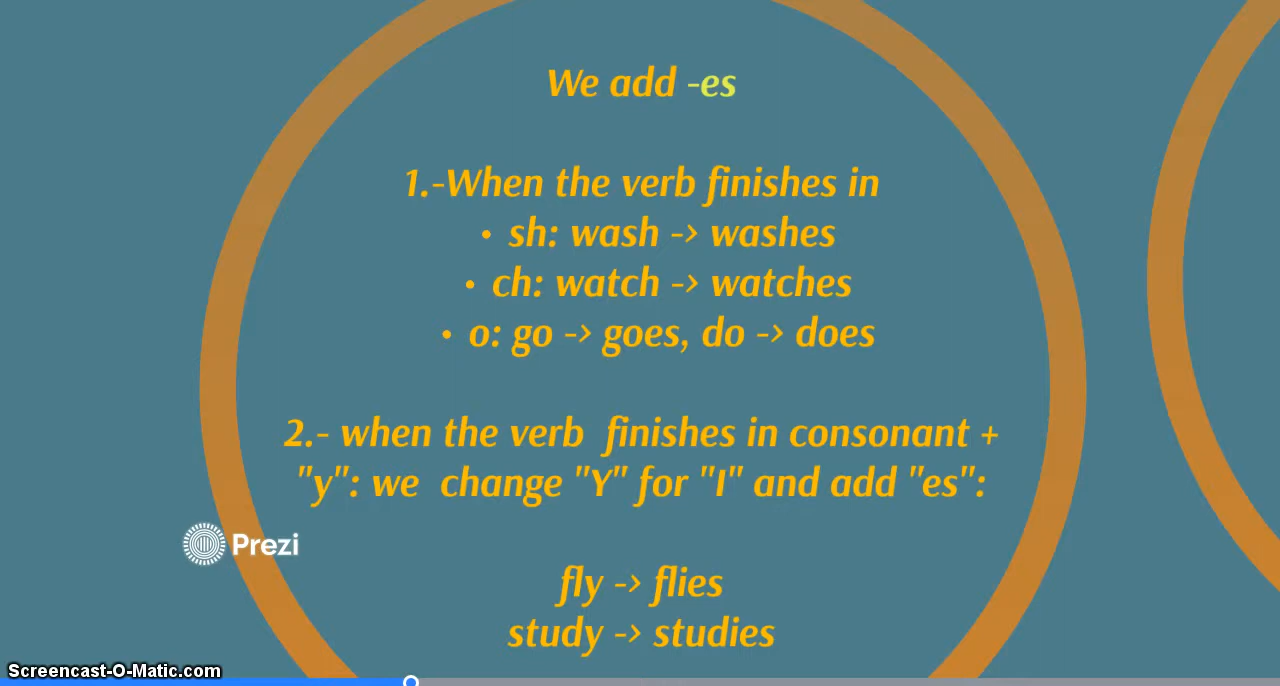 We add -es
1.-When the verb finishes in
• sh: wash -> washes
• ch: watch -> watches
• o: go -> goes, do -> does
2.- when the verb  finishes in consonant +
"y": we  change "Y" for "I" and add "es":
Prezi
fly -> flies
study -> studies
Screencast-O-Matic.com